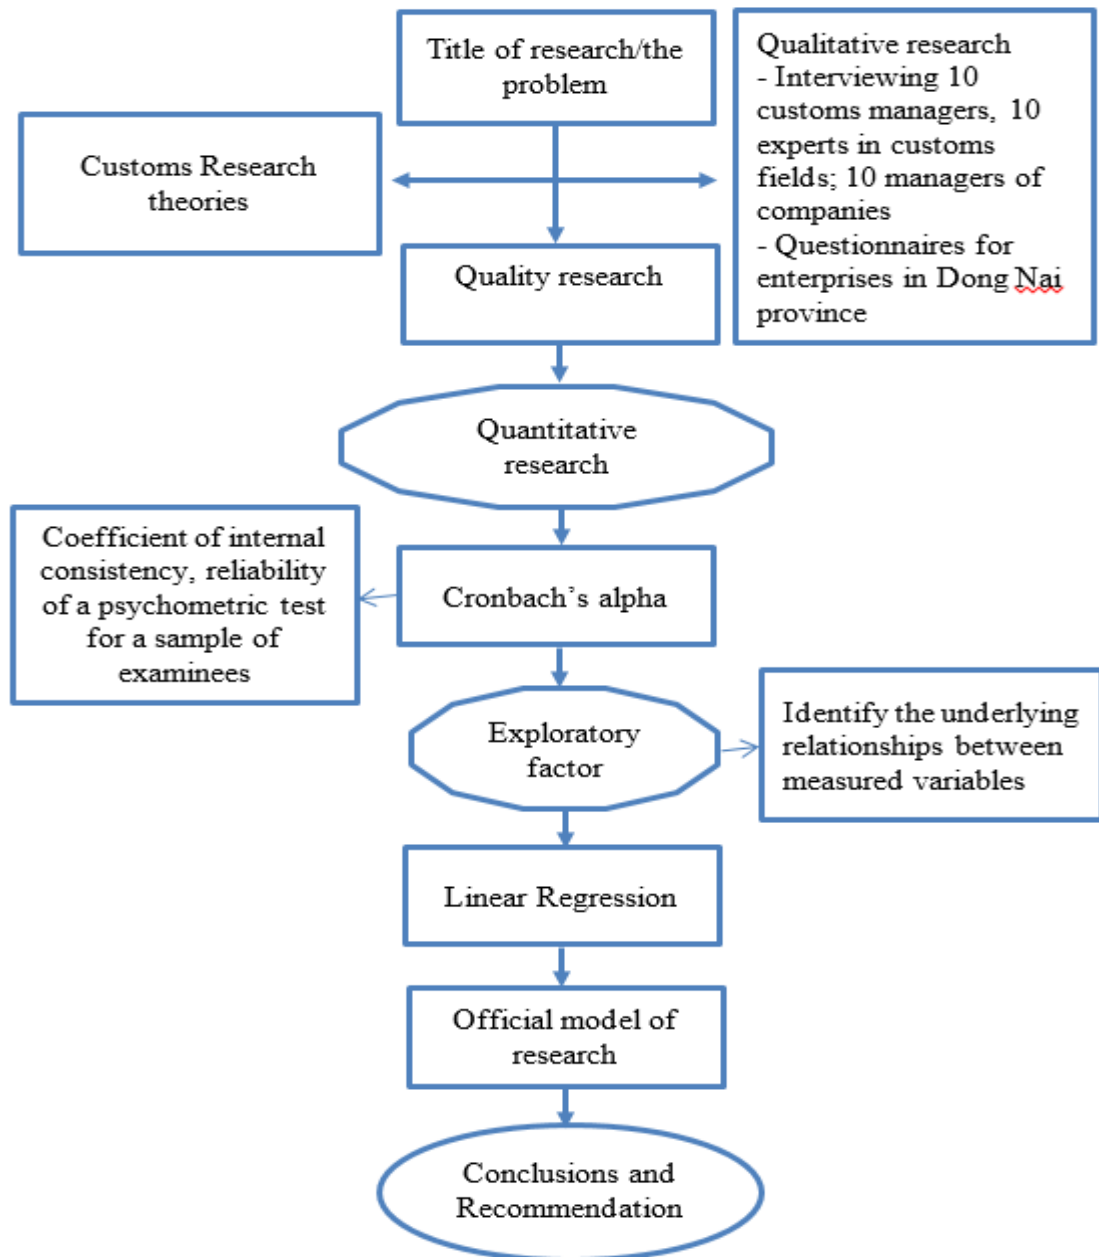 Title of research/the
problem
Qualitative research
- Interviewing 10
customs managers, 10
experts in customs
fields; 10 managers of
companies
- Questionnaires for
enterprises in Dong Nai
province
Customs Research
theories
Quality research
Quantitative
research
Coefficient of internal
consistency, reliability
of a psychometric test
for a sample of
examinees
Cronbach's alpha
Exploratory
factor
Identify the underlying
relationships between
measured variables
Linear Regression
Official model of
research
Conclusions and
Recommendation